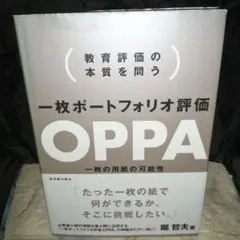 教育評価の
本質を問う
一枚ポートフォリオ評価
OPPA
一枚の用紙の可能性
「たった一枚の紙で
何ができるか。
そこに挑戦したい。」
堀 哲夫 著